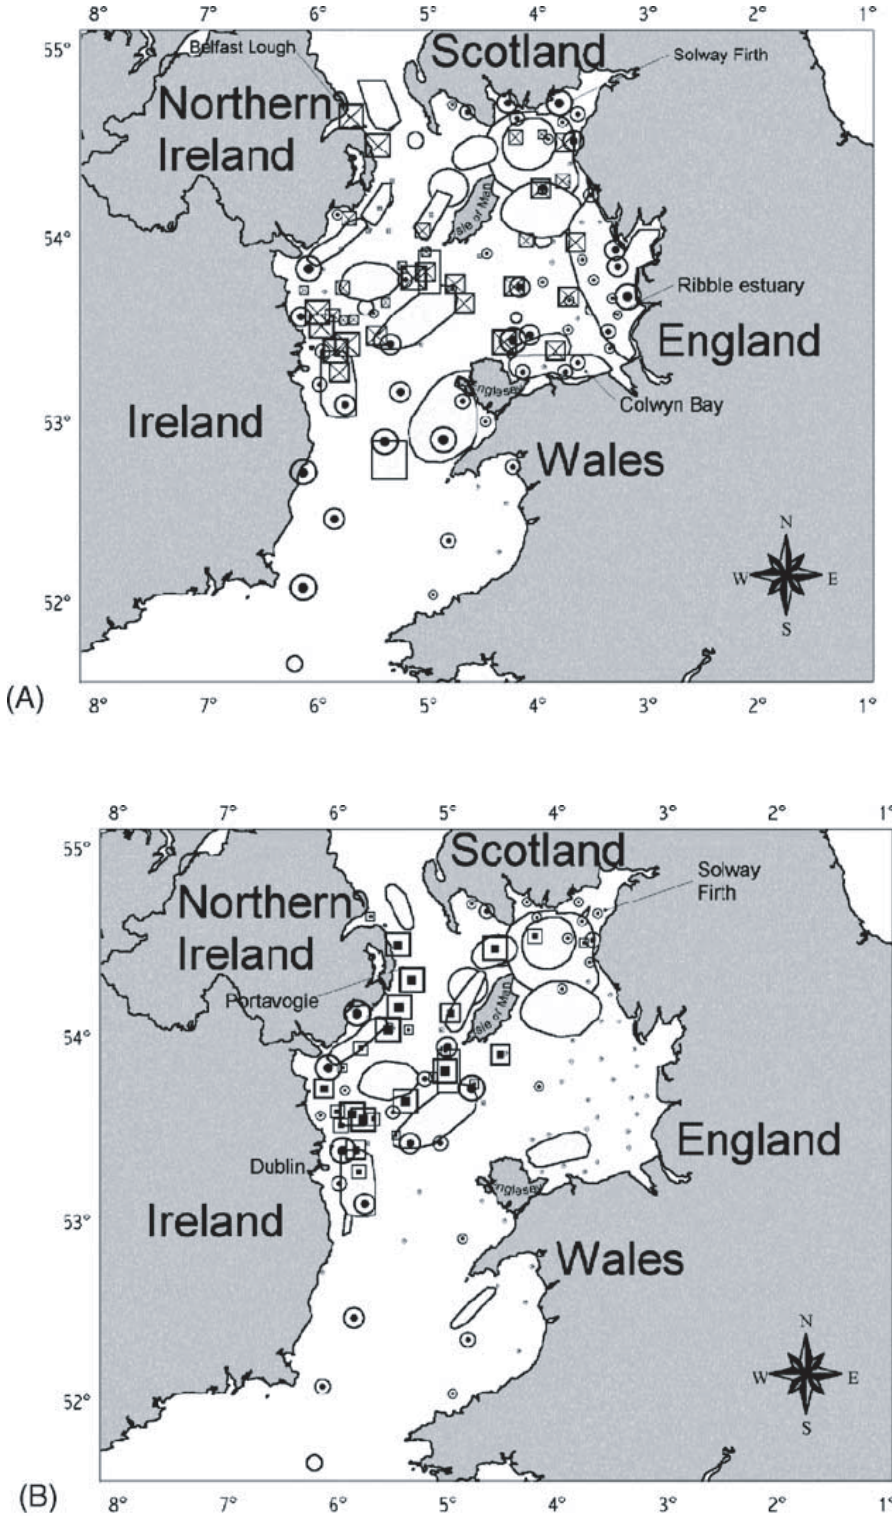 8° 7° 6° 5° 4° 3° 2° 1°
55°
Scotland
Belfast Lough
Solway Firth
Northern
Ireland
54°
Isle of Man
Ribble estuary
England
Anglesey
Colwyn Bay
53°
Ireland
Wales
N
W E
S
52°
(A)
8° 7° 6° 5° 4° 3° 2° 1°
8° 7° 6° 5° 4° 3° 2° 1°
55°
Scotland
Solway
Firth
Northern
Ireland
Portavogie
Isle of Man
54°
England
Dublin
Anglesey
53°
Ireland
Wales
N
W E
S
52°
(B)
8° 7° 6° 5° 4° 3° 2° 1°